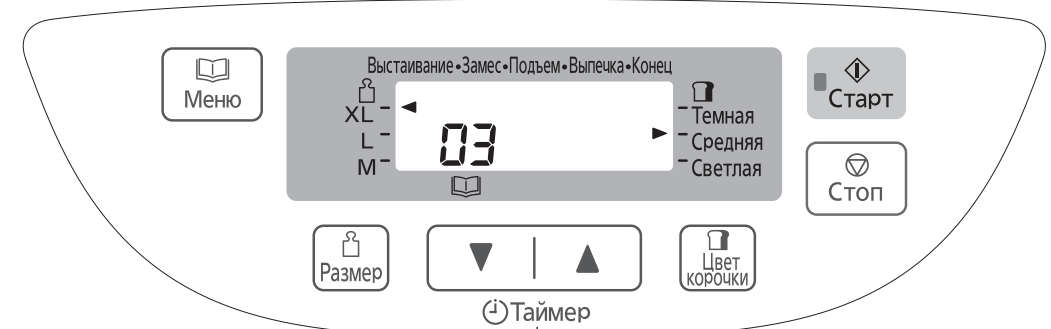 Выстаивание•Замес•Подъем•Выпечка•Конец
Меню
XL
L
M
03
Темная
Средняя
Светлая
Старт
Стоп
Размер
Цвет
корочки
Таймер